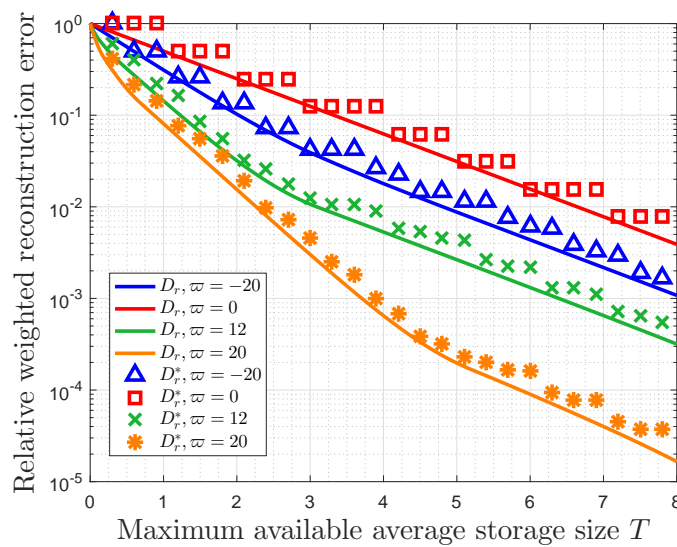 Relative weighted reconstruction error
10^0
10^-1
10^-2
10^-3
10^-4
10^-5
D_r, ϖ = −20
D_r, ϖ = 0
D_r, ϖ = 12
D_r, ϖ = 20
D_r^*, ϖ = −20
D_r^*, ϖ = 0
D_r^*, ϖ = 12
D_r^*, ϖ = 20
0 1 2 3 4 5 6 7 8
Maximum available average storage size T